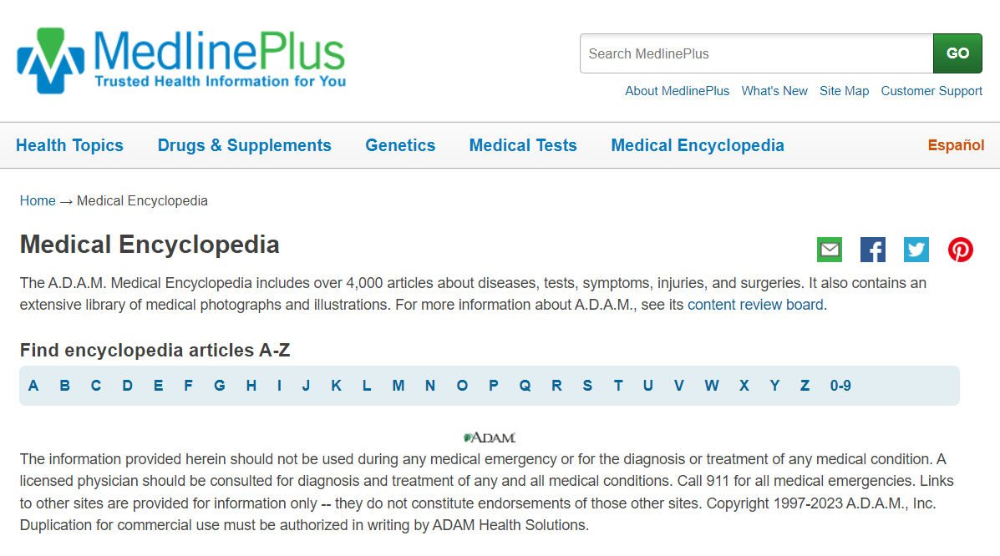 MedlinePlus
Trusted Health Information for You
Search MedlinePlus
GO
About MedlinePlus What's New Site Map Customer Support
Health Topics Drugs & Supplements Genetics Medical Tests Medical Encyclopedia Español
Home → Medical Encyclopedia
Medical Encyclopedia
The A.D.A.M. Medical Encyclopedia includes over 4,000 articles about diseases, tests, symptoms, injuries, and surgeries. It also contains an
extensive library of medical photographs and illustrations. For more information about A.D.A.M., see its content review board.
Find encyclopedia articles A-Z
A B C D E F G H I J K L M N O P Q R S T U V W X Y Z 0-9
ADAM
The information provided herein should not be used during any medical emergency or for the diagnosis or treatment of any medical condition. A
licensed physician should be consulted for diagnosis and treatment of any and all medical conditions. Call 911 for all medical emergencies. Links
to other sites are provided for information only -- they do not constitute endorsements of those other sites. Copyright 1997-2023 A.D.A.M., Inc.
Duplication for commercial use must be authorized in writing by ADAM Health Solutions.